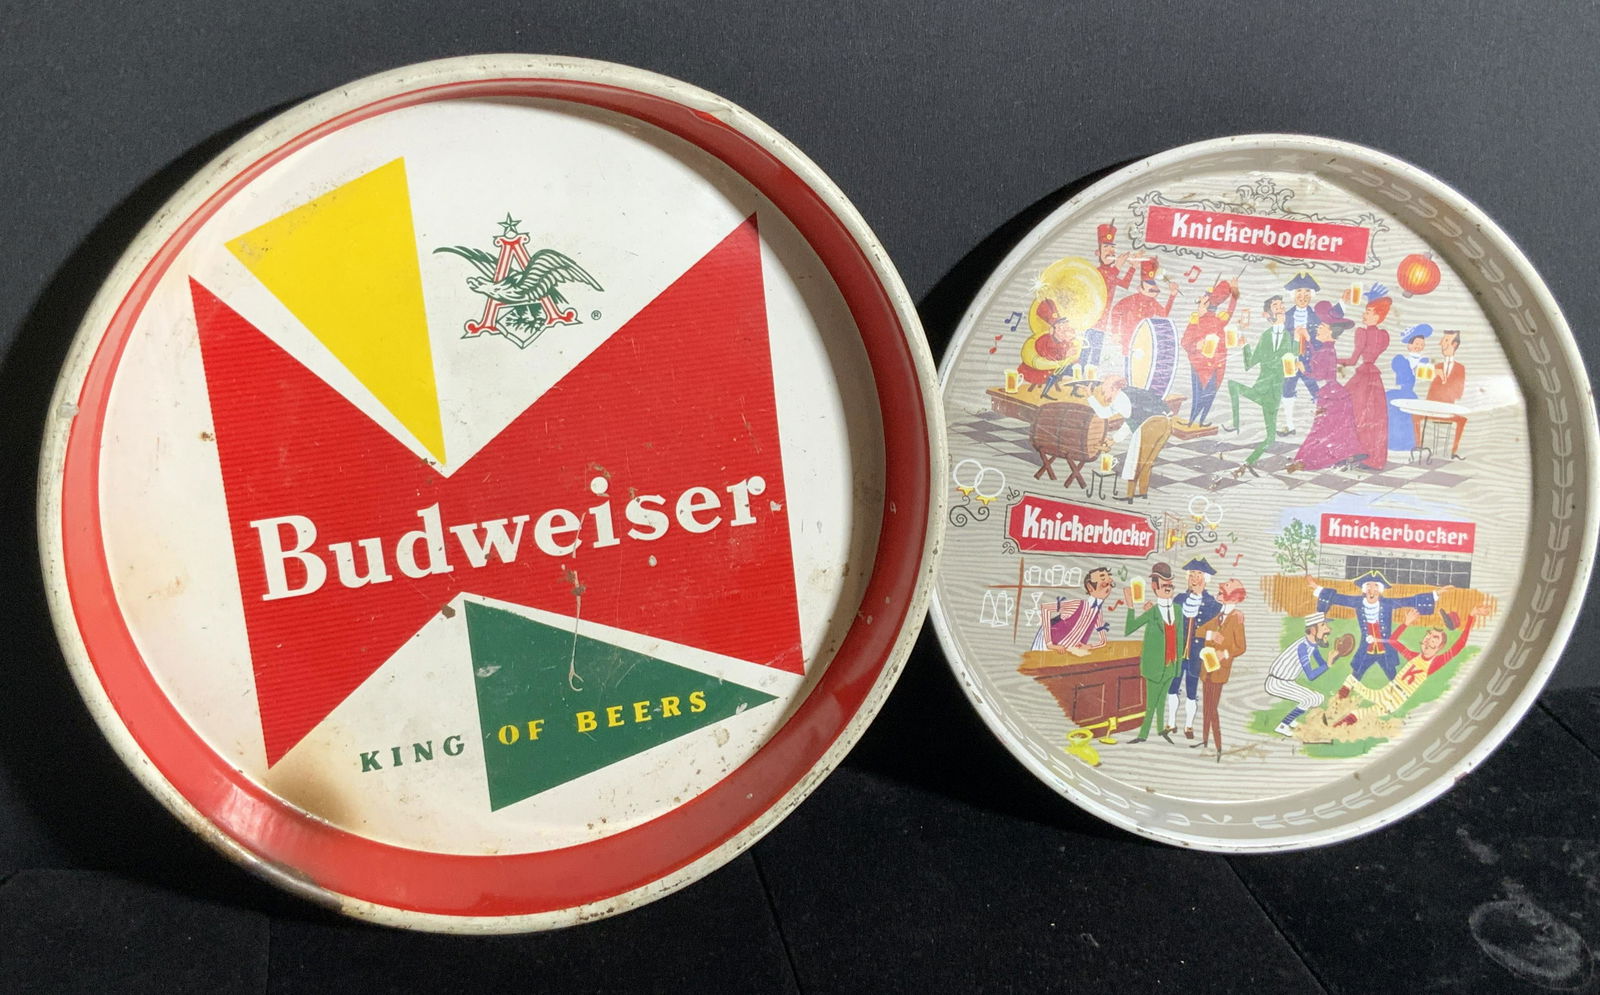 A
®
Budweiser
KING OF BEERS
Knickerbocker
Knickerbocker
Knickerbocker
K